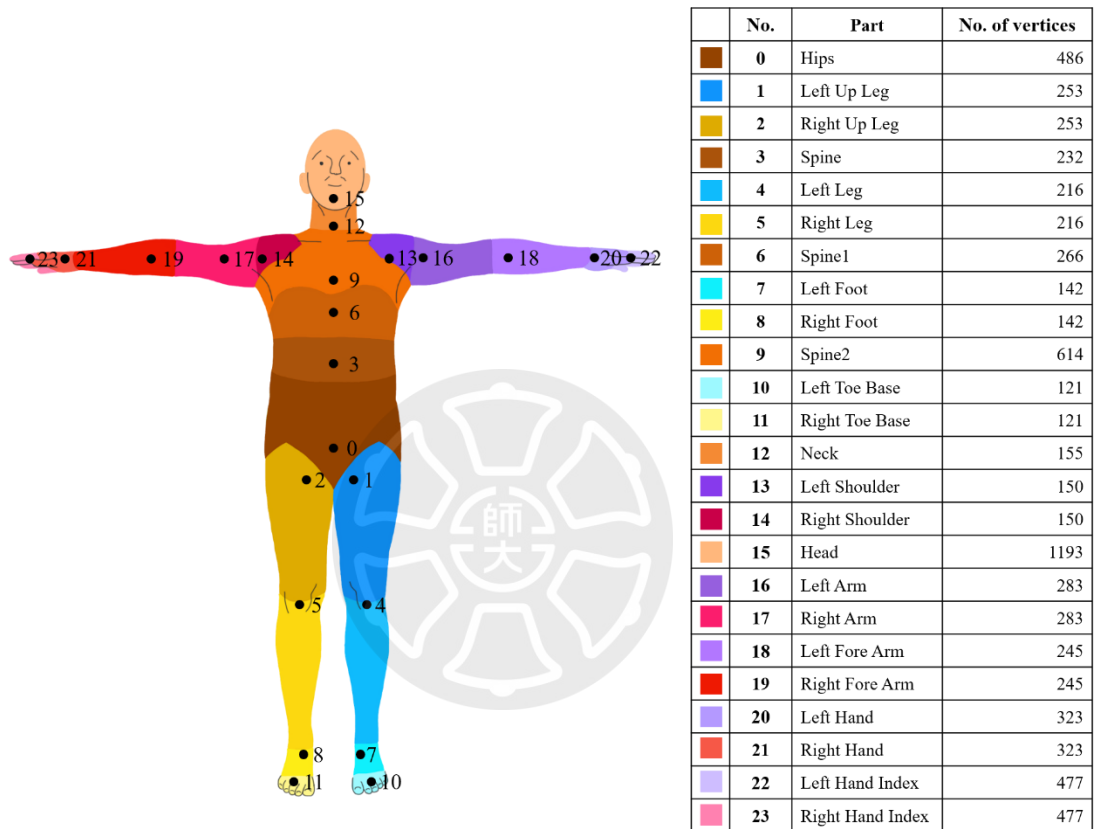 15
12
23
21
19
17
14
13
16
18
20
22
9
6
3
0
2
1
5
4
8
7
11
10
師
大
No. Part No. of vertices
0 Hips 486
1 Left Up Leg 253
2 Right Up Leg 253
3 Spine 232
4 Left Leg 216
5 Right Leg 216
6 Spine1 266
7 Left Foot 142
8 Right Foot 142
9 Spine2 614
10 Left Toe Base 121
11 Right Toe Base 121
12 Neck 155
13 Left Shoulder 150
14 Right Shoulder 150
15 Head 1193
16 Left Arm 283
17 Right Arm 283
18 Left Fore Arm 245
19 Right Fore Arm 245
20 Left Hand 323
21 Right Hand 323
22 Left Hand Index 477
23 Right Hand Index 477